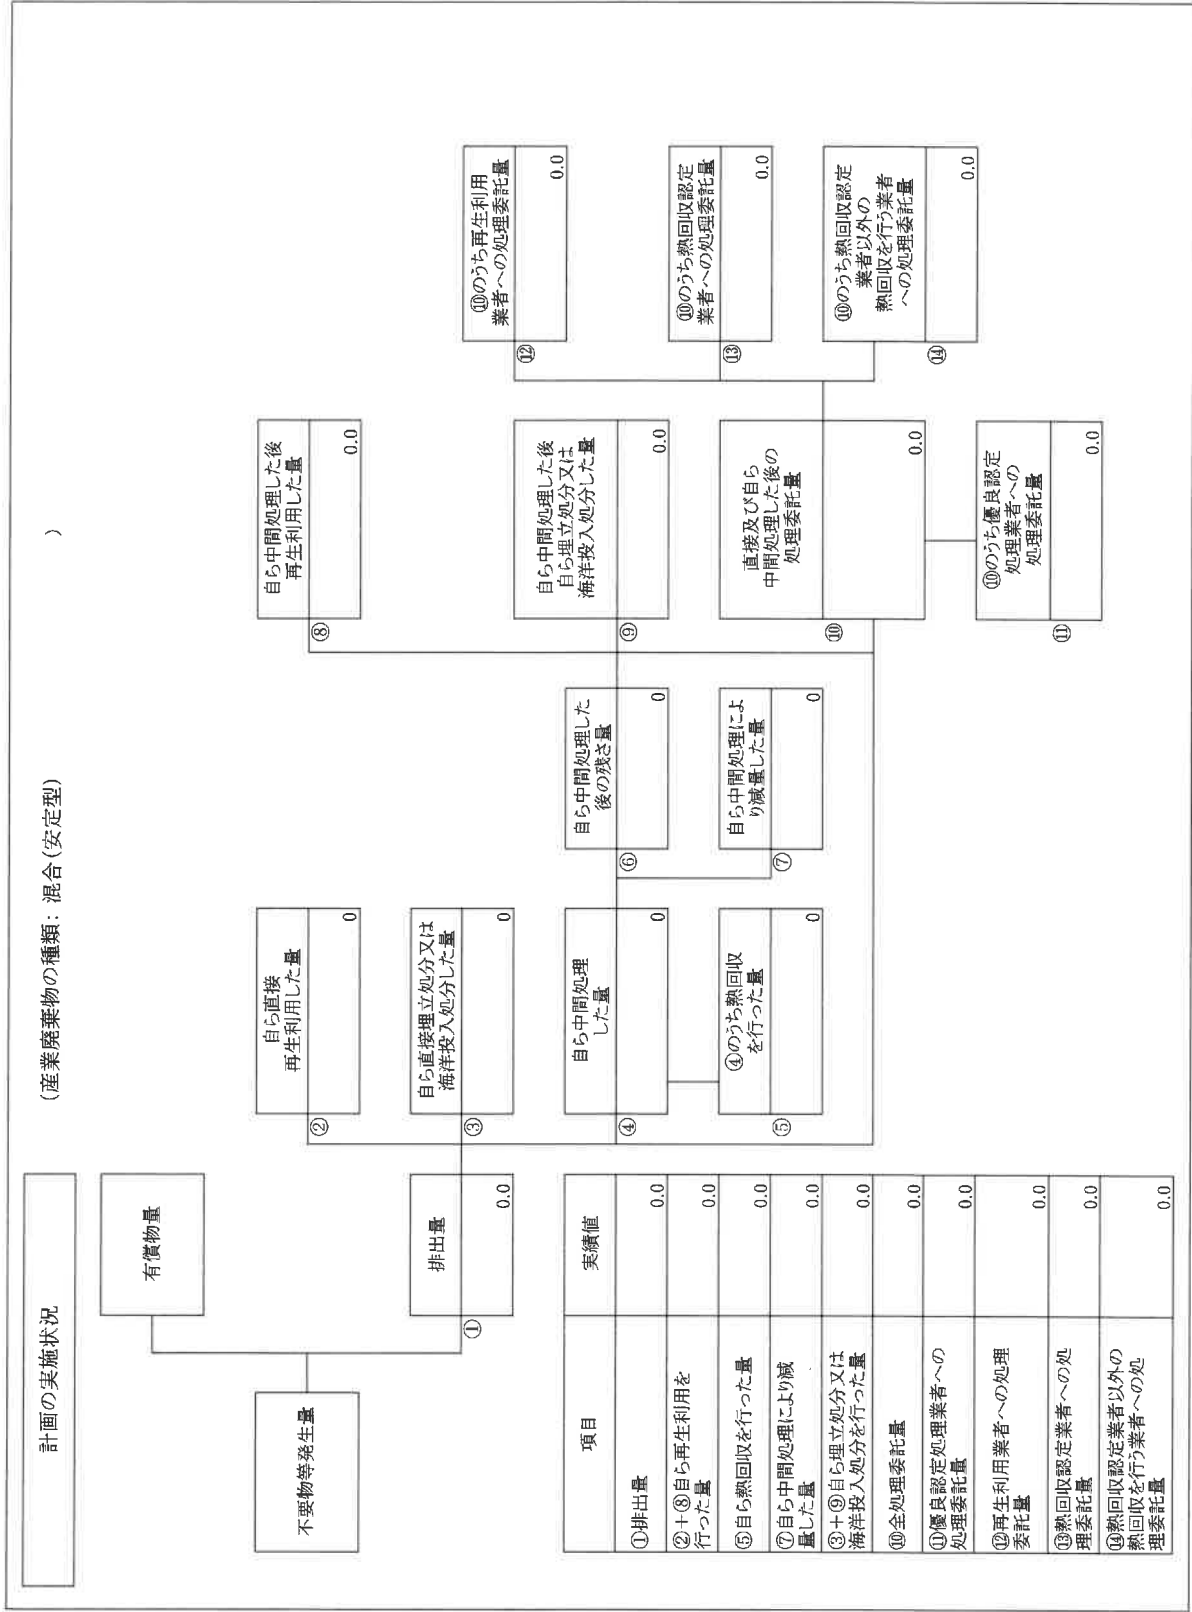 計画の実施状況
(産業廃棄物の種類：混合(安定型)
)
不要物等発生量
有償物量
①
排出量
0.0
②
自ら直接
再生利用した量
0
③
自ら直接埋立処分又は
海洋投入処分した量
0
④
自ら中間処理
した量
0
⑤
④のうち熱回収
を行った量
0
⑥
自ら中間処理した
後の残さ量
0
⑦
自ら中間処理によ
り減量した量
0
⑧
自ら中間処理した後
再生利用した量
0.0
⑨
自ら中間処理した後
自ら埋立処分又は
海洋投入処分した量
0.0
⑩
直接及び自ら
中間処理した後の
処理委託量
0.0
⑪
⑩のうち優良認定
処理業者への
処理委託量
0.0
⑫
⑩のうち再生利用
業者への処理委託量
0.0
⑬
⑩のうち熱回収認定
業者への処理委託量
0.0
⑭
⑩のうち熱回収認定
業者以外の
熱回収を行う業者
への処理委託量
0.0
項目 実績値
①排出量 0.0
②+⑧自ら再生利用を
行った量 0.0
⑤自ら熱回収を行った量 0.0
⑦自ら中間処理により減
量した量 0.0
③+⑨自ら埋立処分又は
海洋投入処分を行った量 0.0
⑩全処理委託量 0.0
⑪優良認定処理業者への
処理委託量 0.0
⑫再生利用業者への処理
委託量 0.0
⑬熱回収認定業者への処
理委託量 0.0
⑭熱回収認定業者以外の
熱回収を行う業者への処
理委託量 0.0